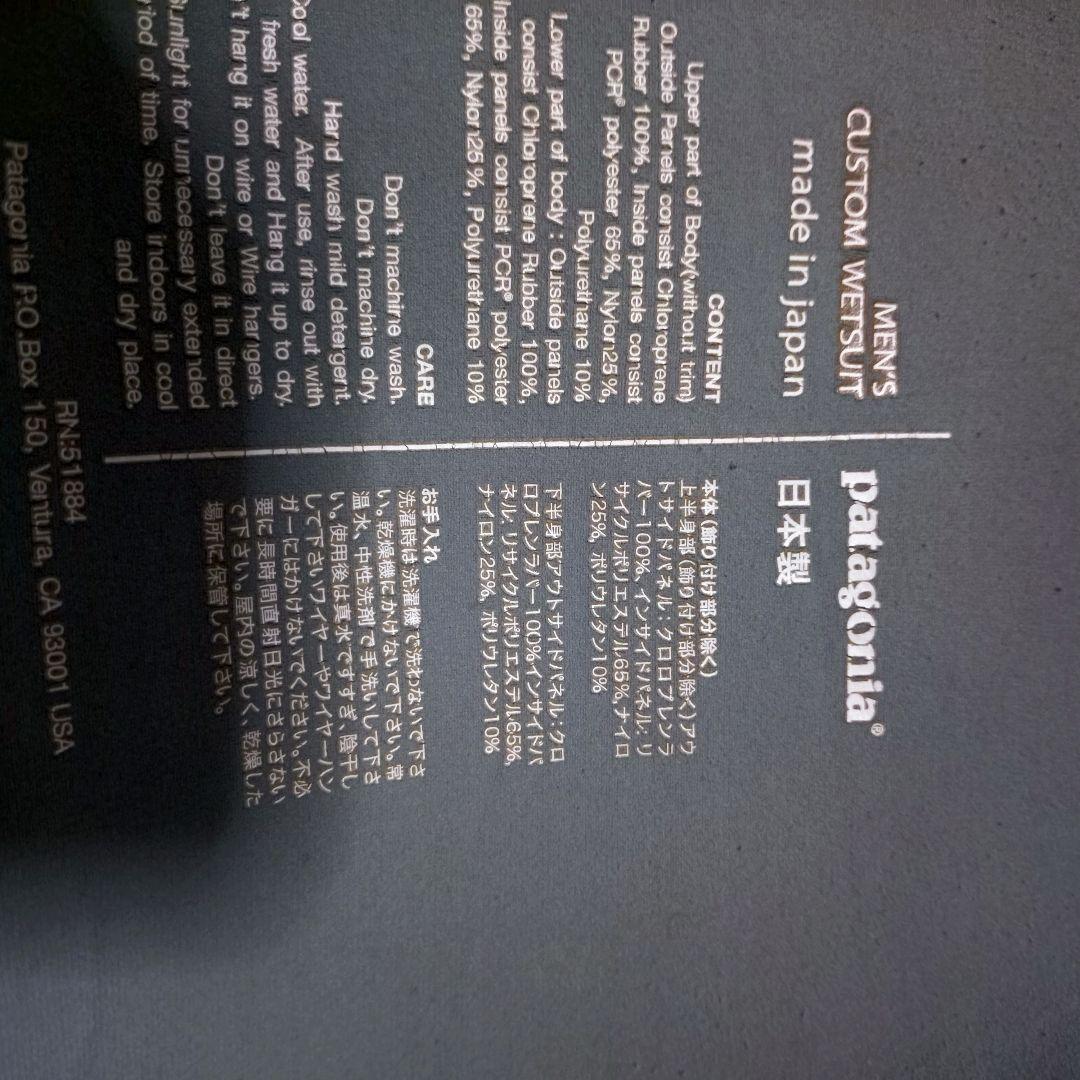 MEN'S
CUSTOM WETSUIT
made in japan
CONTENT
Upper part of Body(without trim)
Outside Panels consist Chloroprene
Rubber 100%, Inside panels consist
PCR® polyester 65%, Nylon25%,
Polyurethane 10%
Lower part of body : Outside panels
consist Chloroprene Rubber 100%,
Inside panels consist PCR® polyester
65%, Nylon25%, Polyurethane 10%
CARE
Don't machine wash.
Don't machine dry.
Hand wash mild detergent
Cool water. After use, rinse out with
fresh water and Hang it up to dry.
hang it on wire or Wire hangers.
Don't leave it in direct
Sunlight for unnecessary extended
of time. Store indoors in cool
and dry place.
patagonia®
日本製
本体(飾り付け部分除く)
上半身部(飾り付け部分除く)アウ
トサイドパネル:クロロプレンラ
バー100%、インサイドパネル:リ
サイクルポリエステル65%,ナイロ
ン25%, ポリウレタン10%
下半身部アウトサイドパネル:クロ
ロプレンラバー100%インサイドパ
ネル: リサイクルポリエステル65%,
ナイロン25%, ポリウレタン10%
お手入れ
洗濯時は洗濯機で洗わないで下さ
い。乾燥機にかけないで下さい。常
温水、中性洗剤で手洗いして下さ
い。使用後は真水ですすぎ、陰干し
して下さいワイヤーやワイヤーハン
ガーにはかけないでください。不必
要に長時間直射日光にさらさない
で下さい。屋内の涼しく、乾燥した
場所に保管して下さい。
RN:51884
Patagonia P.O.Box 150, Ventura, CA 93001 USA